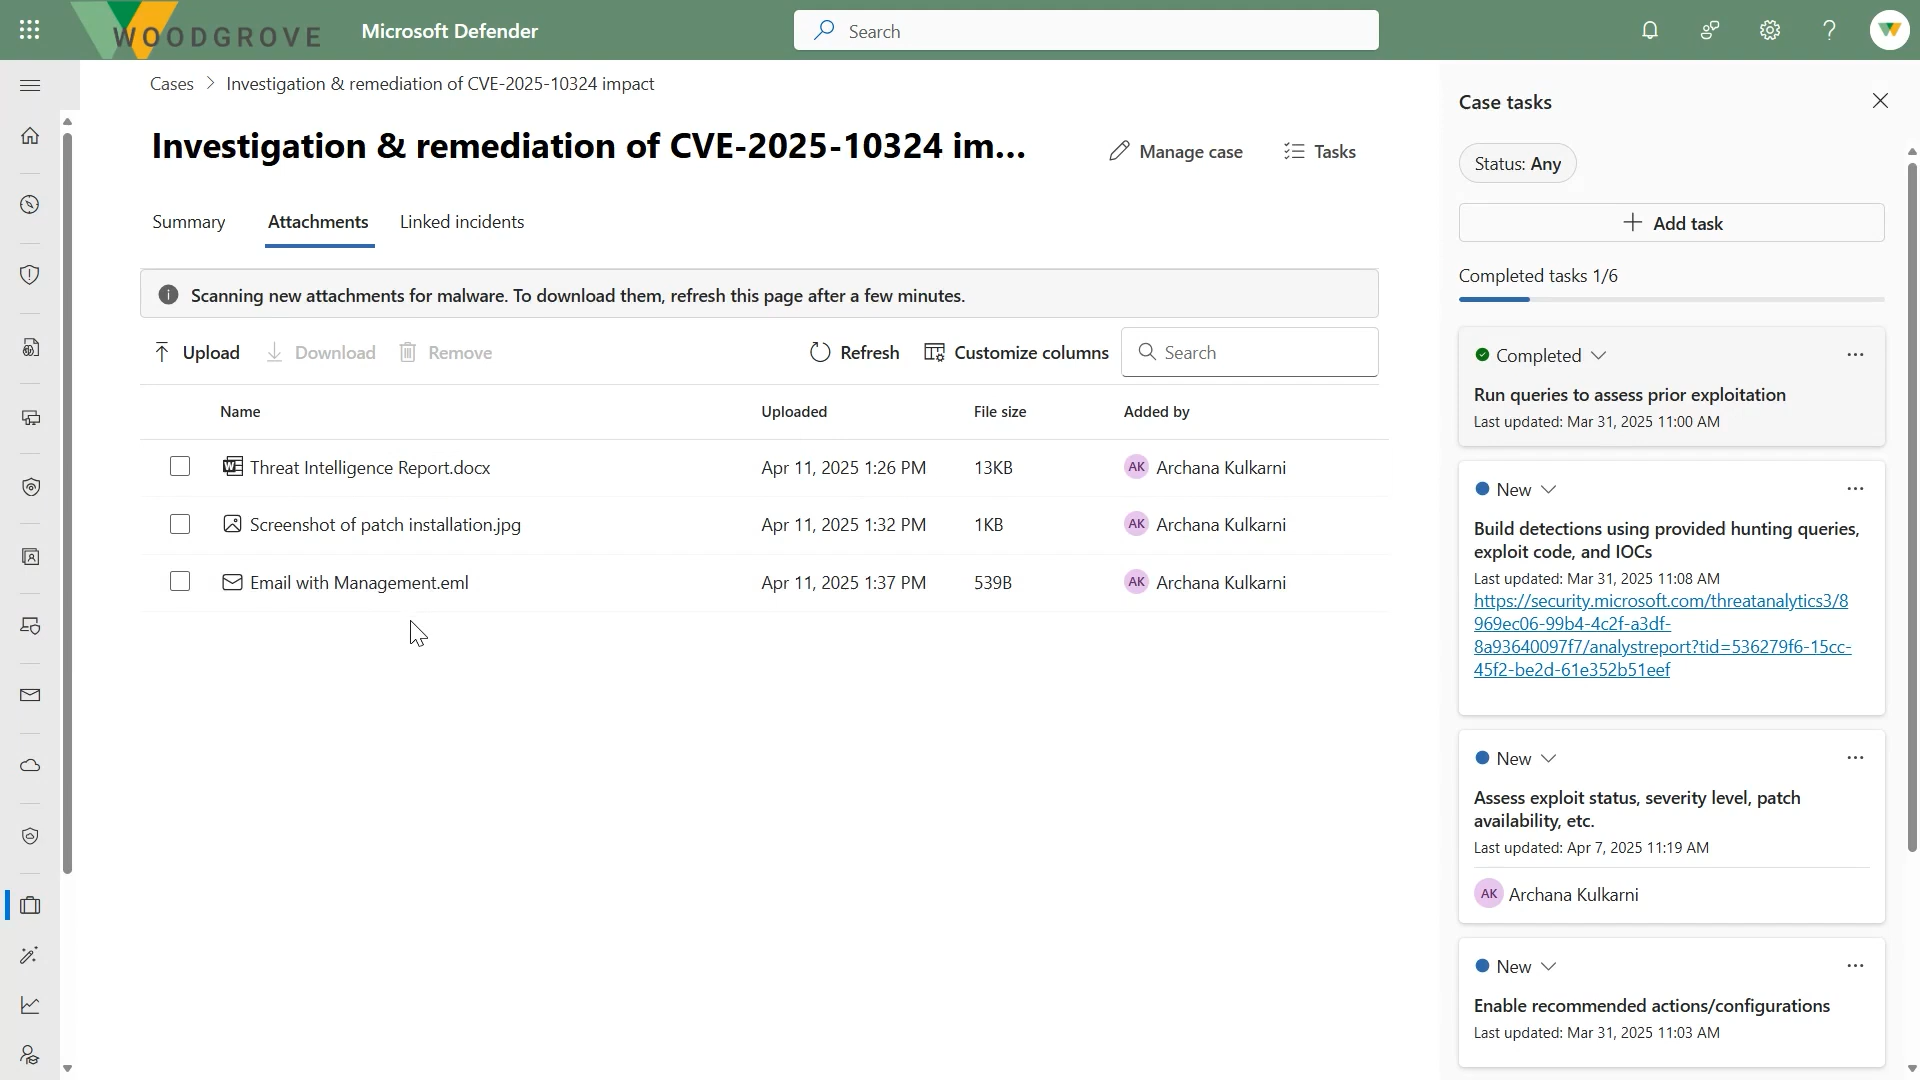 WOODGROVE
Microsoft Defender
Search
Cases > Investigation & remediation of CVE-2025-10324 impact
Investigation & remediation of CVE-2025-10324 im...
Manage case
Tasks
Summary
Attachments
Linked incidents
Scanning new attachments for malware. To download them, refresh this page after a few minutes.
Upload
Download
Remove
Refresh
Customize columns
Search
Name Uploaded File size Added by
Threat Intelligence Report.docx Apr 11, 2025 1:26 PM 13KB AK Archana Kulkarni
Screenshot of patch installation.jpg Apr 11, 2025 1:32 PM 1KB AK Archana Kulkarni
Email with Management.eml Apr 11, 2025 1:37 PM 539B AK Archana Kulkarni
Case tasks
Status: Any
Add task
Completed tasks 1/6
Completed
Run queries to assess prior exploitation
Last updated: Mar 31, 2025 11:00 AM
New
Build detections using provided hunting queries,
exploit code, and IOCs
Last updated: Mar 31, 2025 11:08 AM
https://security.microsoft.com/threatanalytics3/8
969ec06-99b4-4c2f-a3df-
8a93640097f7/analystreport?tid=536279f6-15cc-
45f2-be2d-61e352b51eef
New
Assess exploit status, severity level, patch
availability, etc.
Last updated: Apr 7, 2025 11:19 AM
AK Archana Kulkarni
New
Enable recommended actions/configurations
Last updated: Mar 31, 2025 11:03 AM